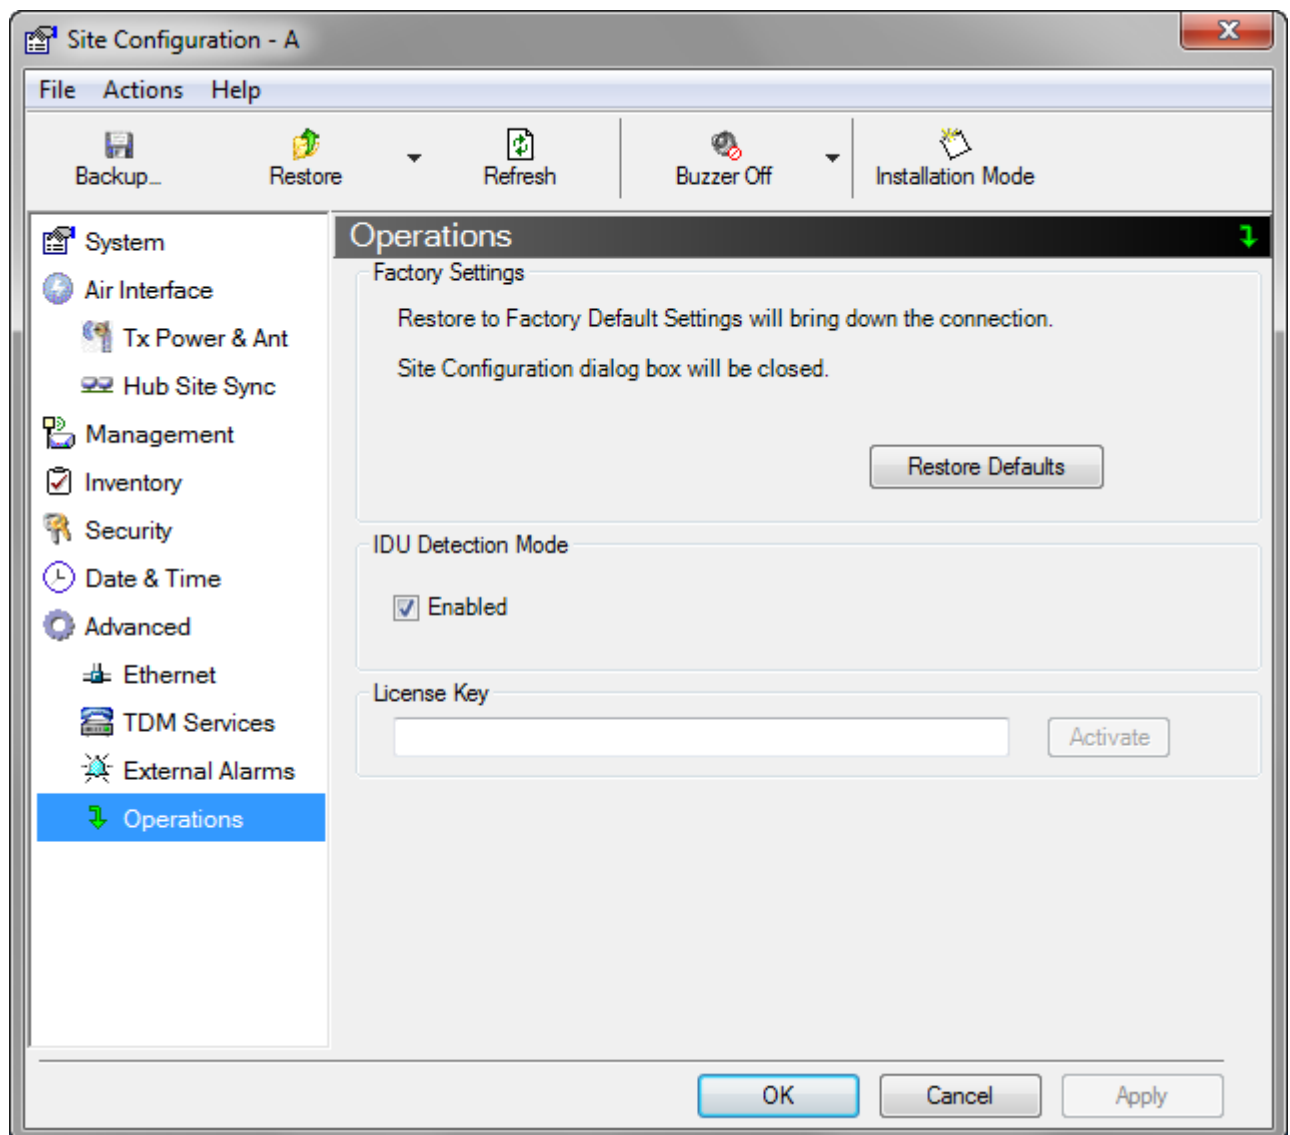 Site Configuration - A
File Actions Help
Backup... Restore Refresh Buzzer Off Installation Mode
System
Air Interface
Tx Power & Ant
Hub Site Sync
Management
Inventory
Security
Date & Time
Advanced
Ethernet
TDM Services
External Alarms
Operations
Operations
Factory Settings
Restore to Factory Default Settings will bring down the connection.
Site Configuration dialog box will be closed.
Restore Defaults
IDU Detection Mode
Enabled
License Key
Activate
OK Cancel Apply